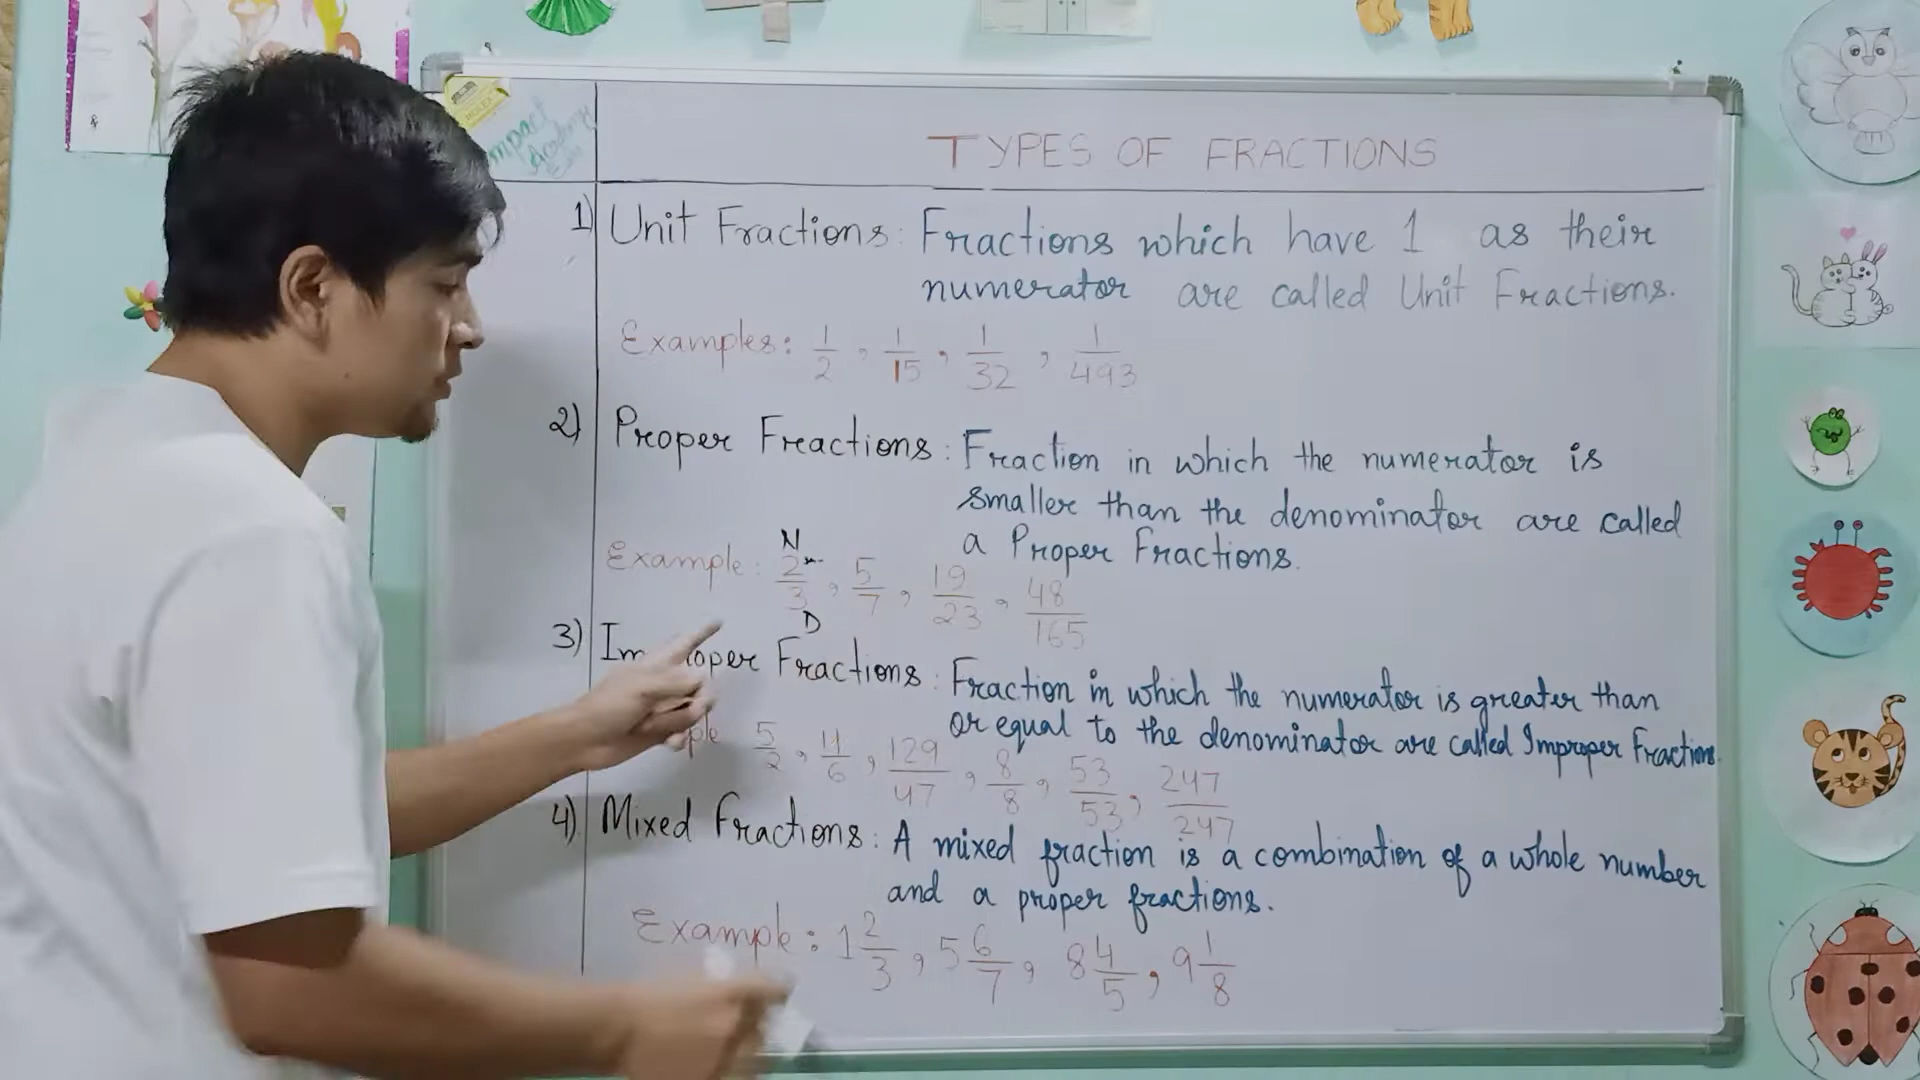 Impact
Academy
TYPES OF FRACTIONS
1) Unit Fractions: Fractions which have 1 as their
numerator are called Unit Fractions.
Examples: 1/2, 1/15, 1/32, 1/493
2) Proper Fractions: Fraction in which the numerator is
smaller than the denominator are called
a Proper Fractions.
N
Example: 2/3, 5/7, 19/23, 48/165
D
3) Improper Fractions: Fraction in which the numerator is greater than
or equal to the denominator are called Improper Fractions.
5/2, 11/6, 129/47, 8/8, 53/53, 247/247
4) Mixed Fractions: A mixed fraction is a combination of a whole number
and a proper fractions.
Example: 1 2/3, 5 6/7, 8 4/5, 9 1/8